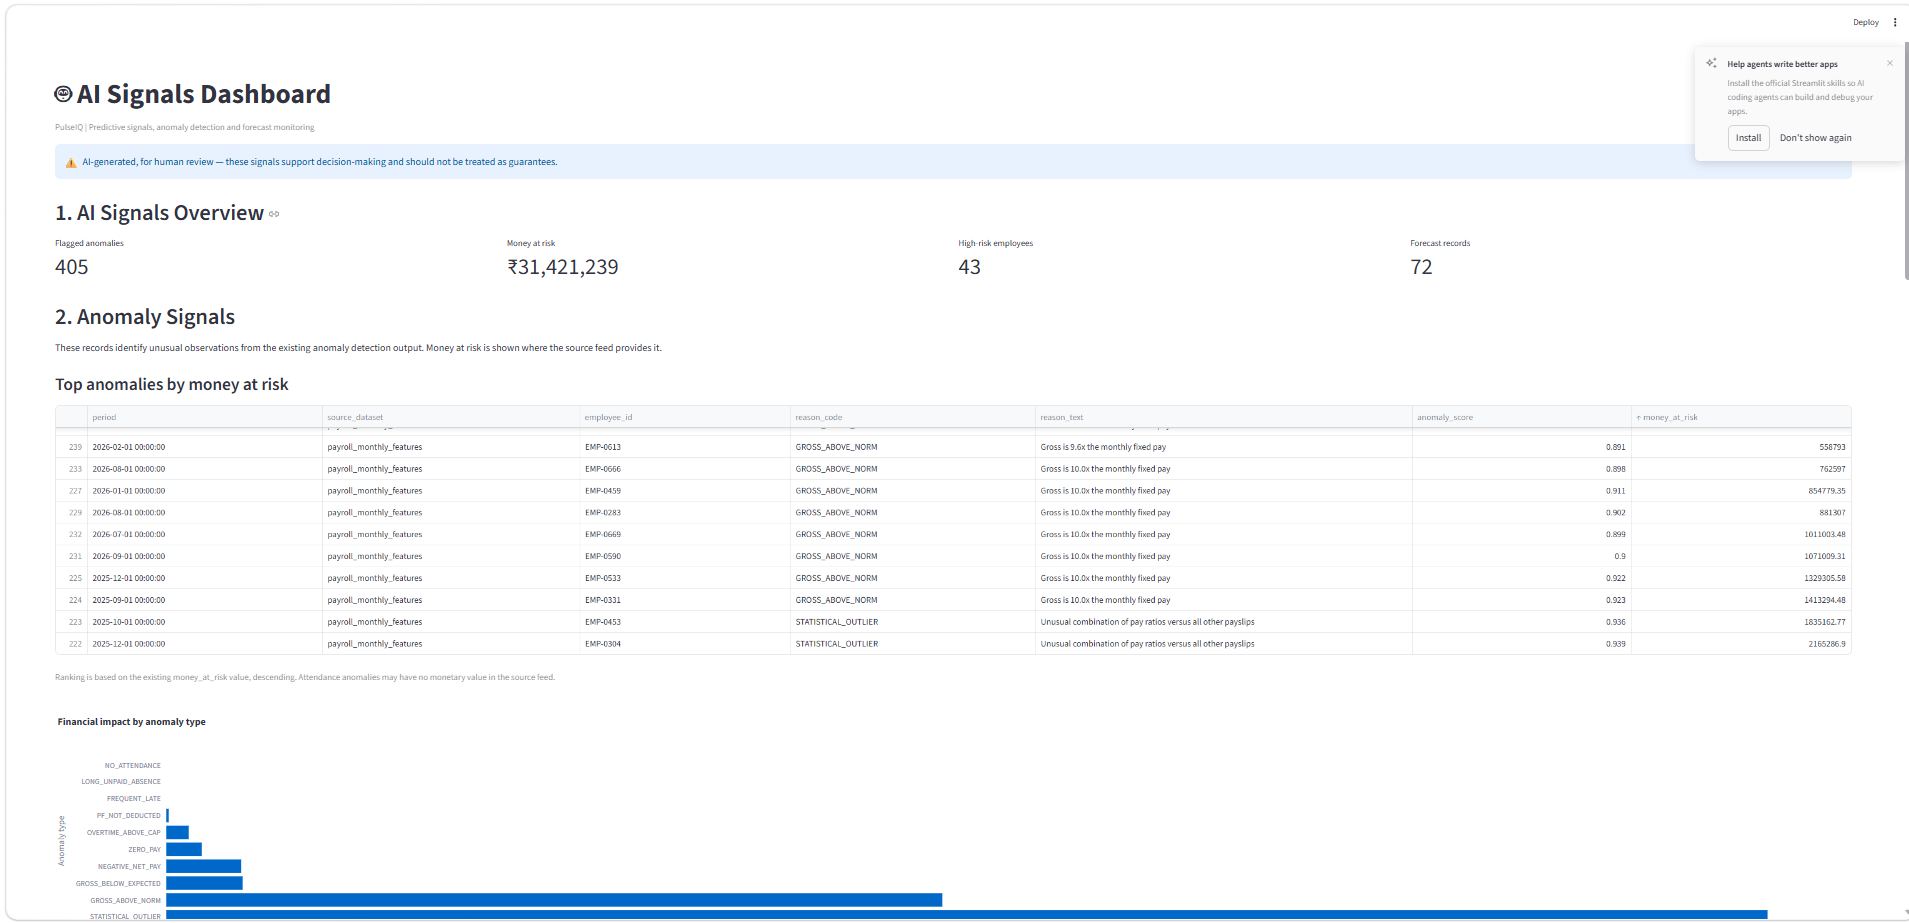 Deploy
Help agents write better apps
Install the official Streamlit skills so AI
coding agents can build and debug your
apps.
Install Don't show again
AI Signals Dashboard
PulseIQ | Predictive signals, anomaly detection and forecast monitoring
AI-generated, for human review — these signals support decision-making and should not be treated as guarantees.
1. AI Signals Overview
Flagged anomalies Money at risk High-risk employees Forecast records
405 ₹31,421,239 43 72
2. Anomaly Signals
These records identify unusual observations from the existing anomaly detection output. Money at risk is shown where the source feed provides it.
Top anomalies by money at risk
period source_dataset employee_id reason_code reason_text anomaly_score ↑ money_at_risk
239 2026-02-01 00:00:00 payroll_monthly_features EMP-0613 GROSS_ABOVE_NORM Gross is 9.6x the monthly fixed pay 0.891 558793
233 2026-08-01 00:00:00 payroll_monthly_features EMP-0666 GROSS_ABOVE_NORM Gross is 10.0x the monthly fixed pay 0.898 762597
227 2026-01-01 00:00:00 payroll_monthly_features EMP-0459 GROSS_ABOVE_NORM Gross is 10.0x the monthly fixed pay 0.911 854779.35
229 2026-08-01 00:00:00 payroll_monthly_features EMP-0283 GROSS_ABOVE_NORM Gross is 10.0x the monthly fixed pay 0.902 881307
232 2026-07-01 00:00:00 payroll_monthly_features EMP-0669 GROSS_ABOVE_NORM Gross is 10.0x the monthly fixed pay 0.899 1011003.48
231 2026-09-01 00:00:00 payroll_monthly_features EMP-0590 GROSS_ABOVE_NORM Gross is 10.0x the monthly fixed pay 0.9 1071009.31
225 2025-12-01 00:00:00 payroll_monthly_features EMP-0533 GROSS_ABOVE_NORM Gross is 10.0x the monthly fixed pay 0.922 1329305.58
224 2025-09-01 00:00:00 payroll_monthly_features EMP-0331 GROSS_ABOVE_NORM Gross is 10.0x the monthly fixed pay 0.923 1413294.48
223 2025-10-01 00:00:00 payroll_monthly_features EMP-0453 STATISTICAL_OUTLIER Unusual combination of pay ratios versus all other payslips 0.936 1835162.77
222 2025-12-01 00:00:00 payroll_monthly_features EMP-0304 STATISTICAL_OUTLIER Unusual combination of pay ratios versus all other payslips 0.939 2165286.9
Ranking is based on the existing money_at_risk value, descending. Attendance anomalies may have no monetary value in the source feed.
Financial impact by anomaly type
Anomaly type
NO_ATTENDANCE
LONG_UNPAID_ABSENCE
FREQUENT_LATE
PF_NOT_DEDUCTED
OVERTIME_ABOVE_CAP
ZERO_PAY
NEGATIVE_NET_PAY
GROSS_BELOW_EXPECTED
GROSS_ABOVE_NORM
STATISTICAL_OUTLIER